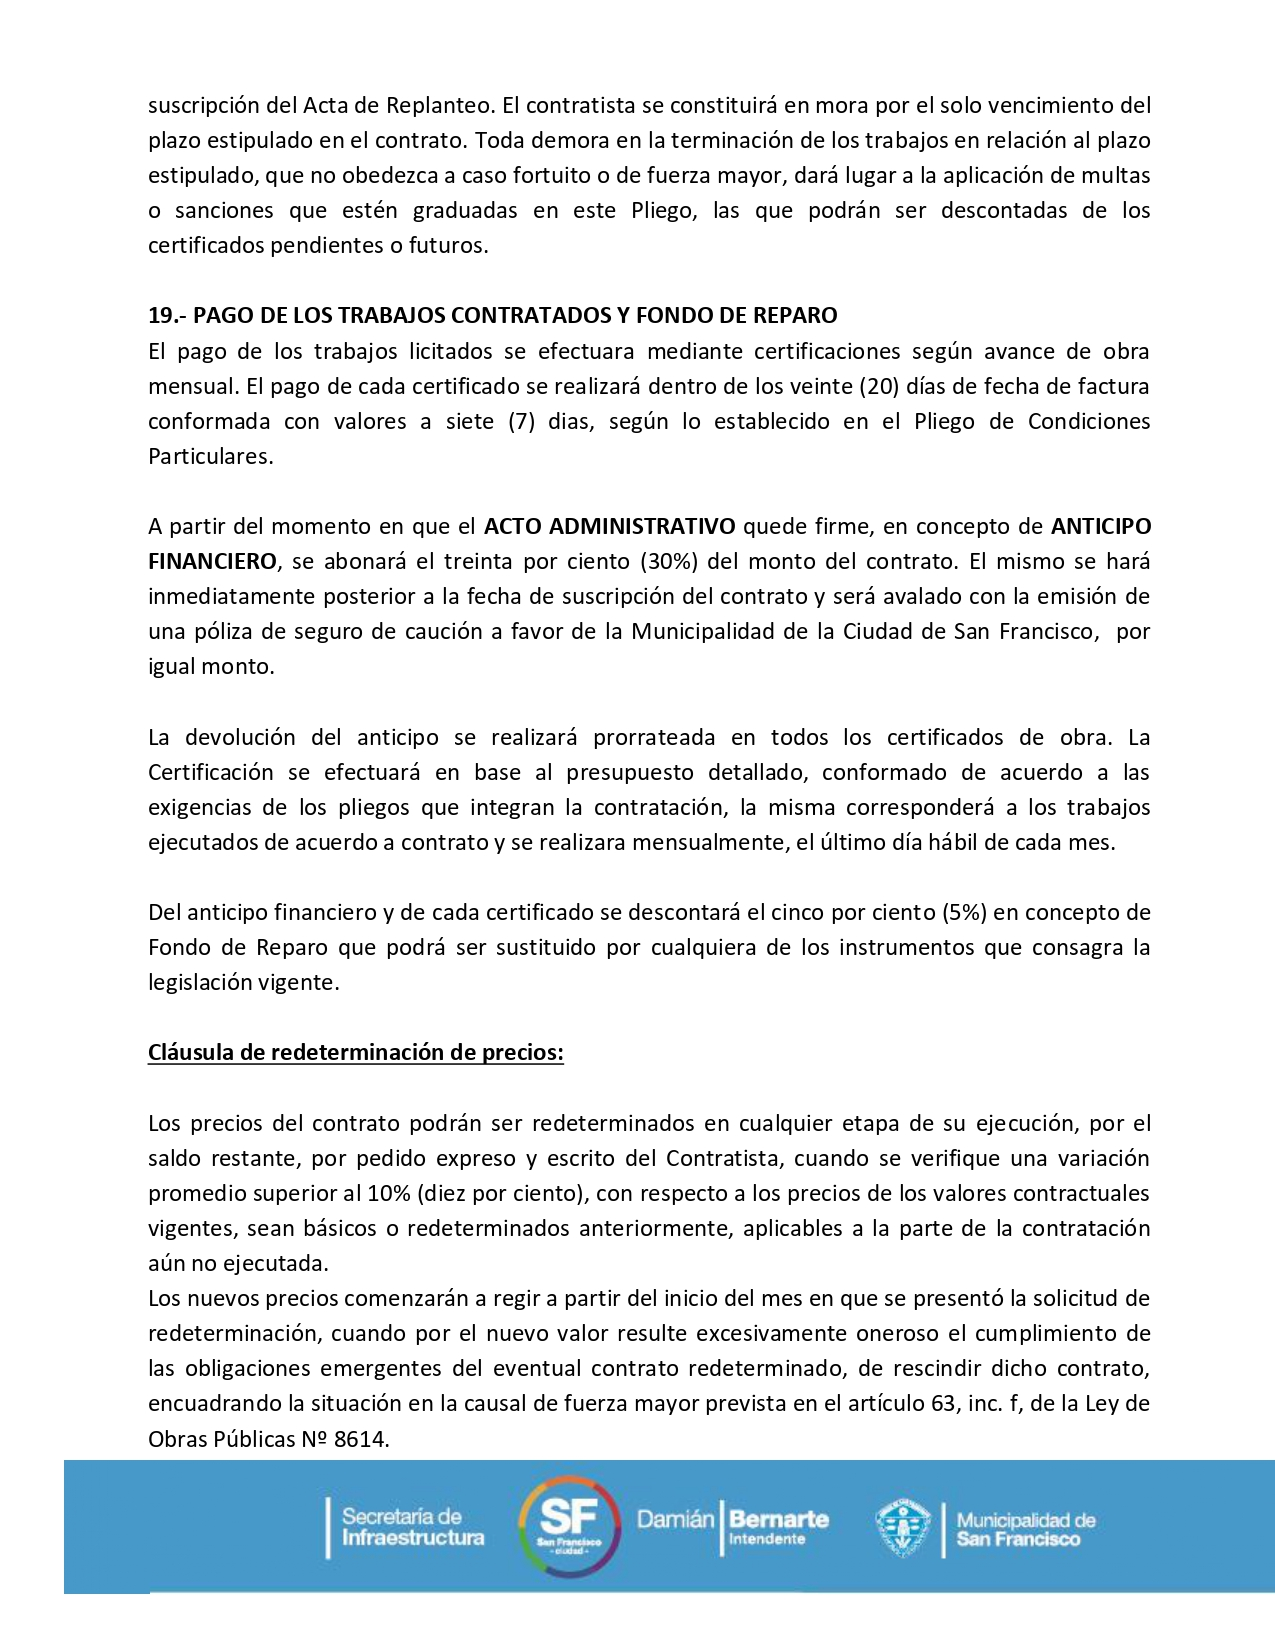 suscripción del Acta de Replanteo. El contratista se constituirá en mora por el solo vencimiento del
plazo estipulado en el contrato. Toda demora en la terminación de los trabajos en relación al plazo
estipulado, que no obedezca a caso fortuito o de fuerza mayor, dará lugar a la aplicación de multas
o sanciones que estén graduadas en este Pliego, las que podrán ser descontadas de los
certificados pendientes o futuros.
19.- PAGO DE LOS TRABAJOS CONTRATADOS Y FONDO DE REPARO
El pago de los trabajos licitados se efectuara mediante certificaciones según avance de obra
mensual. El pago de cada certificado se realizará dentro de los veinte (20) días de fecha de factura
conformada con valores a siete (7) dias, según lo establecido en el Pliego de Condiciones
Particulares.
A partir del momento en que el ACTO ADMINISTRATIVO quede firme, en concepto de ANTICIPO
FINANCIERO, se abonará el treinta por ciento (30%) del monto del contrato. El mismo se hará
inmediatamente posterior a la fecha de suscripción del contrato y será avalado con la emisión de
una póliza de seguro de caución a favor de la Municipalidad de la Ciudad de San Francisco, por
igual monto.
La devolución del anticipo se realizará prorrateada en todos los certificados de obra. La
Certificación se efectuará en base al presupuesto detallado, conformado de acuerdo a las
exigencias de los pliegos que integran la contratación, la misma corresponderá a los trabajos
ejecutados de acuerdo a contrato y se realizara mensualmente, el último día hábil de cada mes.
Del anticipo financiero y de cada certificado se descontará el cinco por ciento (5%) en concepto de
Fondo de Reparo que podrá ser sustituido por cualquiera de los instrumentos que consagra la
legislación vigente.
Cláusula de redeterminación de precios:
Los precios del contrato podrán ser redeterminados en cualquier etapa de su ejecución, por el
saldo restante, por pedido expreso y escrito del Contratista, cuando se verifique una variación
promedio superior al 10% (diez por ciento), con respecto a los precios de los valores contractuales
vigentes, sean básicos o redeterminados anteriormente, aplicables a la parte de la contratación
aún no ejecutada.
Los nuevos precios comenzarán a regir a partir del inicio del mes en que se presentó la solicitud de
redeterminación, cuando por el nuevo valor resulte excesivamente oneroso el cumplimiento de
las obligaciones emergentes del eventual contrato redeterminado, de rescindir dicho contrato,
encuadrando la situación en la causal de fuerza mayor prevista en el artículo 63, inc. f, de la Ley de
Obras Públicas Nº 8614.
Secretaría de
Infraestructura
SF
San Francisco
- ciudad -
Damián Bernarte
Intendente
Municipalidad de
San Francisco